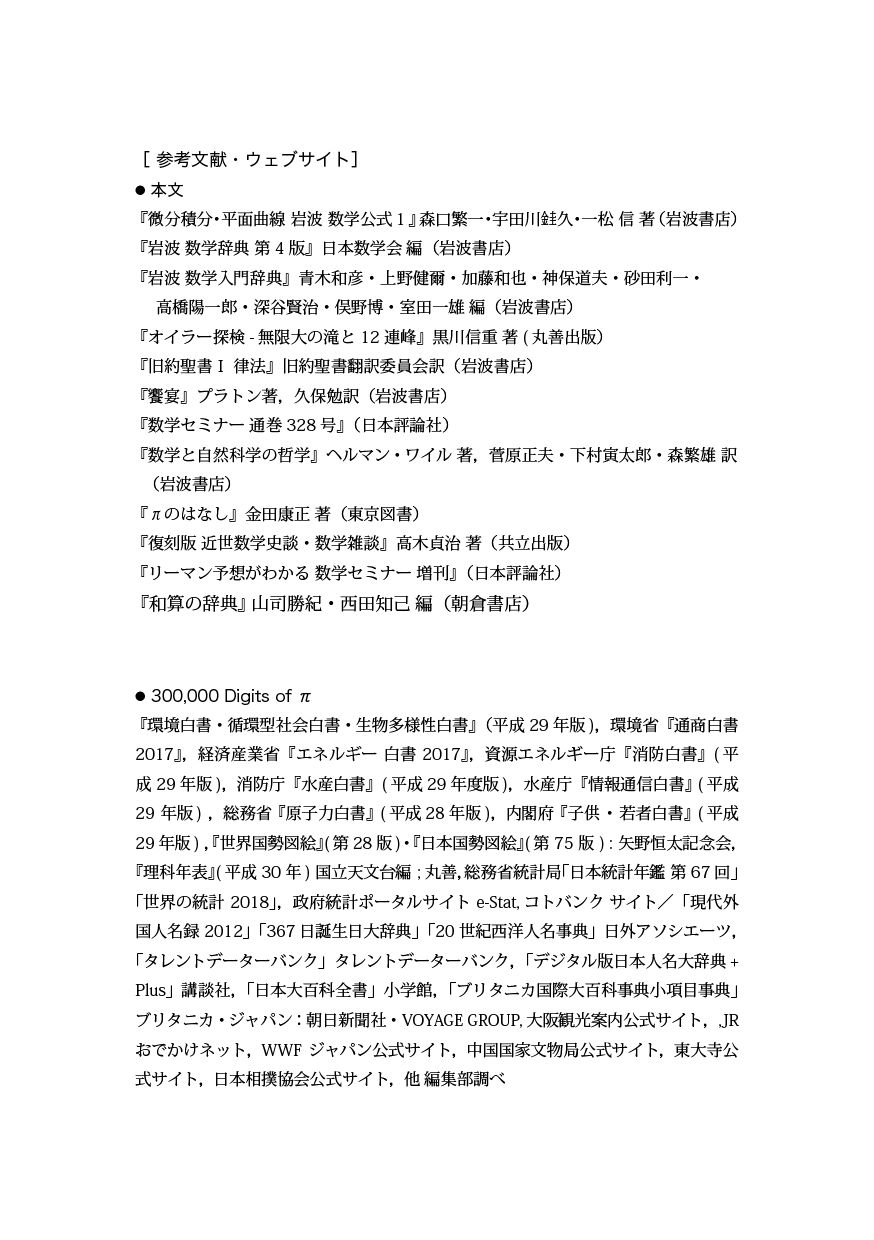 ［ 参考文献・ウェブサイト］
● 本文
『微分積分・平面曲線 岩波 数学公式 1 』森口繁一・宇田川銈久・一松 信 著（岩波書店）
『岩波 数学辞典 第 4 版』日本数学会 編（岩波書店）
『岩波 数学入門辞典』青木和彦・上野健爾・加藤和也・神保道夫・砂田利一・
高橋陽一郎・深谷賢治・俣野博・室田一雄 編（岩波書店）
『オイラー探検 - 無限大の滝と 12 連峰』黒川信重 著 ( 丸善出版）
『旧約聖書Ⅰ 律法』旧約聖書翻訳委員会訳（岩波書店）
『饗宴』プラトン著，久保勉訳（岩波書店）
『数学セミナー 通巻 328 号』（日本評論社）
『数学と自然科学の哲学』ヘルマン・ワイル 著，菅原正夫・下村寅太郎・森繁雄 訳
（岩波書店）
『 π のはなし』金田康正 著（東京図書）
『復刻版 近世数学史談・数学雑談』高木貞治 著（共立出版）
『リーマン予想がわかる 数学セミナー 増刊』（日本評論社）
『和算の辞典』山司勝紀・西田知己 編（朝倉書店）
● 300,000 Digits of π
『環境白書・循環型社会白書・生物多様性白書』（平成 29 年版 )，環境省『通商白書
2017』，経済産業省『エネルギー 白書 2017』，資源エネルギー庁『消防白書』( 平
成 29 年版 )，消防庁『水産白書』( 平成 29 年度版 )，水産庁『情報通信白書』( 平成
29 年版 ) ，総務省『原子力白書』( 平成 28 年版 )，内閣府『子供・若者白書』( 平成
29 年版 ) ,『世界国勢図絵』( 第 28 版 )・『日本国勢図絵』( 第 75 版 ) : 矢野恒太記念会，
『理科年表』( 平成 30 年 ) 国立天文台編 ; 丸善，総務省統計局「日本統計年鑑 第 67 回」
「世界の統計 2018」，政府統計ポータルサイト e-Stat, コトバンク サイト／「現代外
国人名録 2012」「367 日誕生日大辞典」「20 世紀西洋人名事典」日外アソシエーツ，
「タレントデーターバンク」タレントデーターバンク，「デジタル版日本人名大辞典 +
Plus」講談社，「日本大百科全書」小学館，「ブリタニカ国際大百科事典小項目事典」
ブリタニカ・ジャパン：朝日新聞社・VOYAGE GROUP, 大阪観光案内公式サイト，,JR
おでかけネット，WWF ジャパン公式サイト，中国国家文物局公式サイト，東大寺公
式サイト，日本相撲協会公式サイト，他 編集部調べ